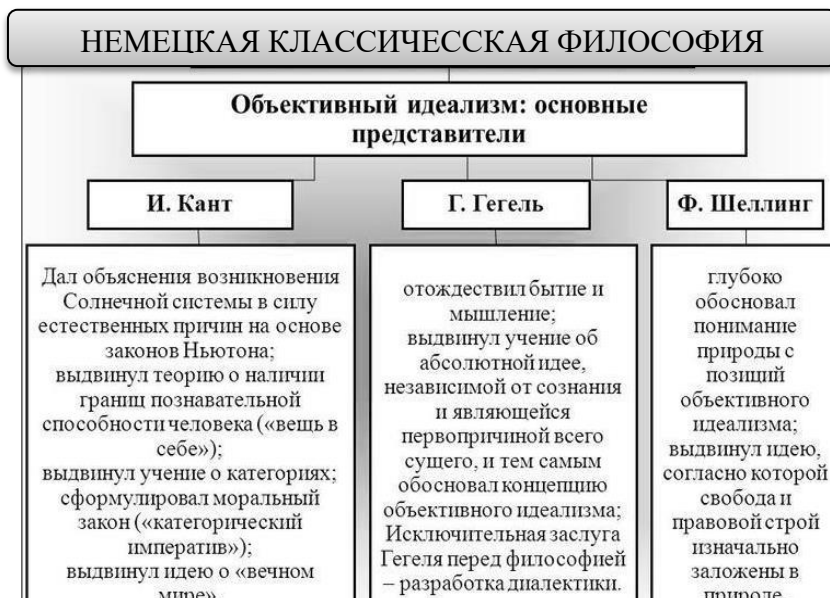 НЕМЕЦКАЯ КЛАССИЧЕССКАЯ ФИЛОСОФИЯ
Объективный идеализм: основные
представители
И. Кант
Дал объяснения возникновения
Солнечной системы в силу
естественных причин на основе
законов Ньютона;
выдвинул теорию о наличии
границ познавательной
способности человека («вещь в
себе»);
выдвинул учение о категориях;
сформулировал моральный
закон («категорический
императив»);
выдвинул идею о «вечном
мире»
Г. Гегель
отождествил бытие и
мышление;
выдвинул учение об
абсолютной идее,
независимой от сознания
и являющейся
первопричиной всего
сущего, и тем самым
обосновал концепцию
объективного идеализма;
Исключительная заслуга
Гегеля перед философией
– разработка диалектики.
Ф. Шеллинг
глубоко
обосновал
понимание
природы с
позиций
объективного
идеализма;
выдвинул идею,
согласно которой
свобода и
правовой строй
изначально
заложены в
природе